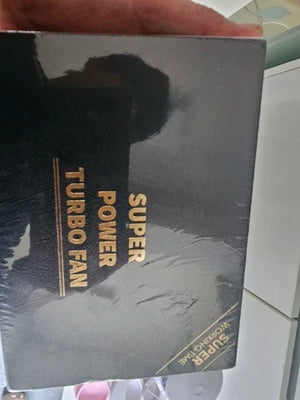 SUPER
POWER
TURBO FAN
SUPER
WORKING TIME